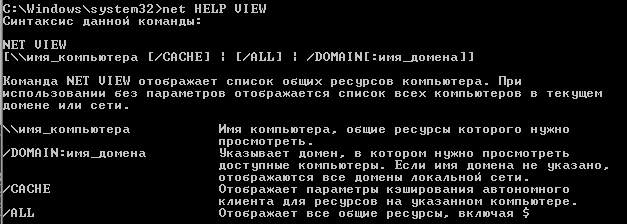 C:\Windows\system32>net HELP VIEW
Синтаксис данной команды:
NET VIEW
[\\имя_компьютера [/CACHE] | [/ALL] | /DOMAIN[:имя_домена]]
Команда NET VIEW отображает список общих ресурсов компьютера. При
использовании без параметров отображается список всех компьютеров в текущем
домене или сети.
\\имя_компьютера Имя компьютера, общие ресурсы которого нужно
просмотреть.
/DOMAIN:имя_домена Указывает домен, в котором нужно просмотреть
доступные компьютеры. Если имя домена не указано,
отображаются все домены локальной сети.
/CACHE Отображает параметры кэширования автономного
клиента для ресурсов на указанном компьютере.
/ALL Отображает все общие ресурсы, включая $